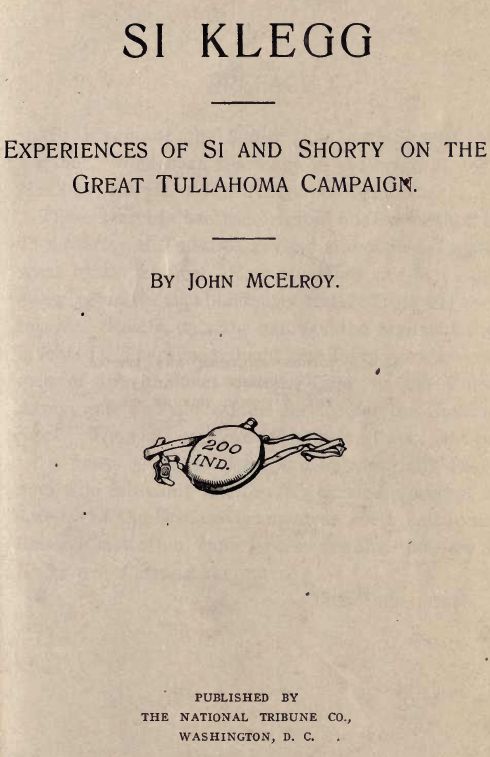 SI KLEGG
EXPERIENCES OF SI AND SHORTY ON THE
GREAT TULLAHOMA CAMPAIGN.
BY JOHN MCELROY.
200
IND.
PUBLISHED BY
THE NATIONAL TRIBUNE CO.,
WASHINGTON, D. C.